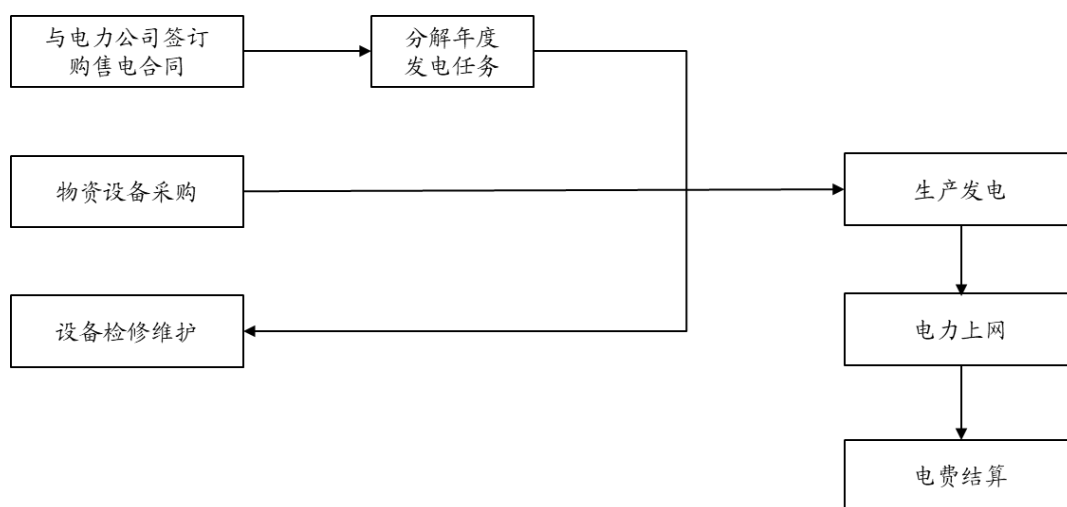 与电力公司签订
购售电合同
分解年度
发电任务
物资设备采购
生产发电
设备检修维护
电力上网
电费结算